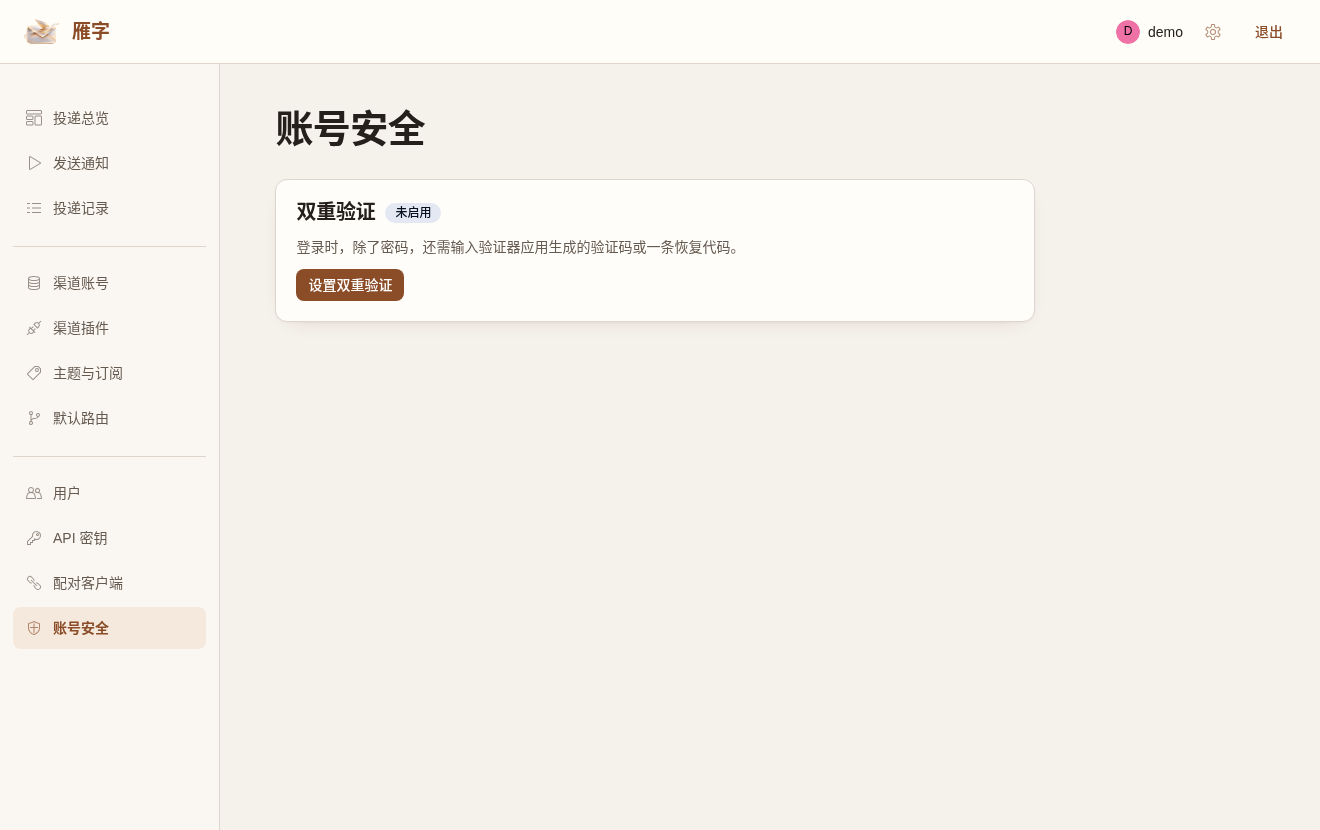 雁字
D demo 退出
投递总览
发送通知
投递记录
渠道账号
渠道插件
主题与订阅
默认路由
用户
API 密钥
配对客户端
账号安全
账号安全
双重验证 未启用
登录时，除了密码，还需输入验证器应用生成的验证码或一条恢复代码。
设置双重验证